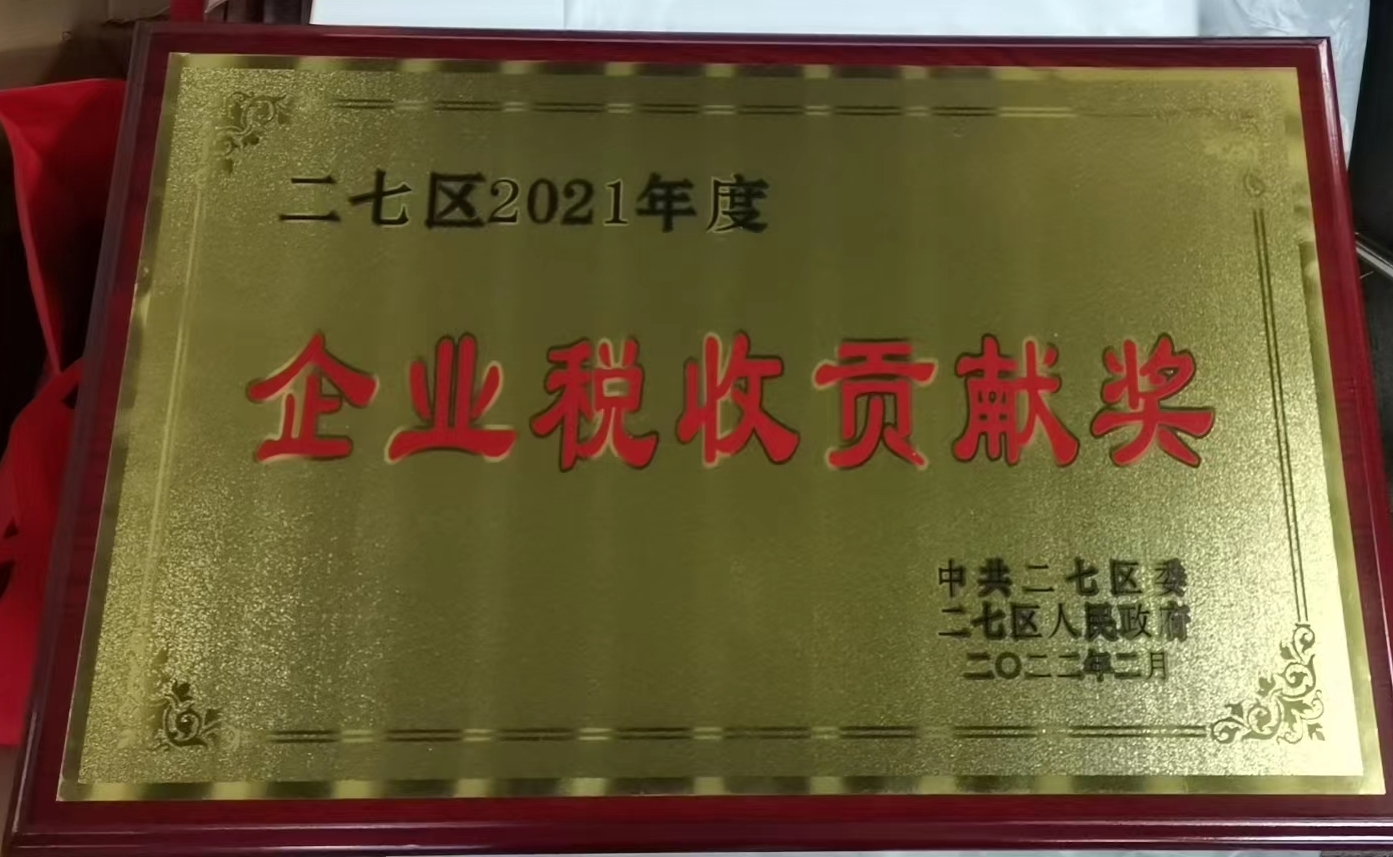 二七区2021年度
企业税收贡献奖
中共二七区委
二七区人民政府
二〇二二年二月